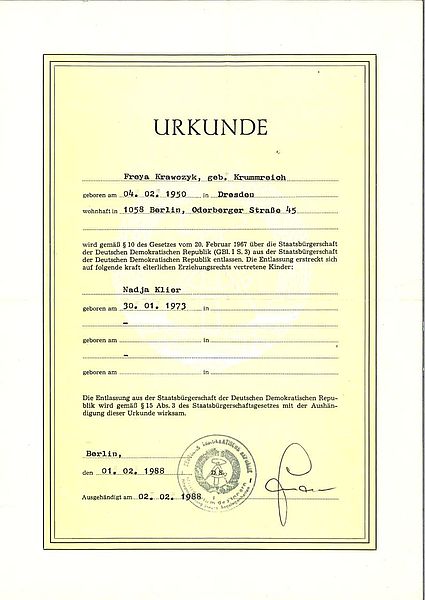 URKUNDE
Freya Krawczyk, geb. Krummreich
geboren am 04. 02. 1950 in Dresden
wohnhaft in 1058 Berlin, Oderberger Straße 45
wird gemäß § 10 des Gesetzes vom 20. Februar 1967 über die Staatsbürgerschaft
der Deutschen Demokratischen Republik (GBl. I S. 3) aus der Staatsbürgerschaft
der Deutschen Demokratischen Republik entlassen. Die Entlassung erstreckt sich
auf folgende kraft elterlichen Erziehungsrechts vertretene Kinder:
Nadja Klier
geboren am 30. 01. 1973 in
–
geboren am in
–
geboren am in
Die Entlassung aus der Staatsbürgerschaft der Deutschen Demokratischen Repu-
blik wird gemäß § 15 Abs. 3 des Staatsbürgerschaftsgesetzes mit der Aushän-
digung dieser Urkunde wirksam.
Berlin,
den 01. 02. 1988
Ausgehändigt am 02. 02. 1988